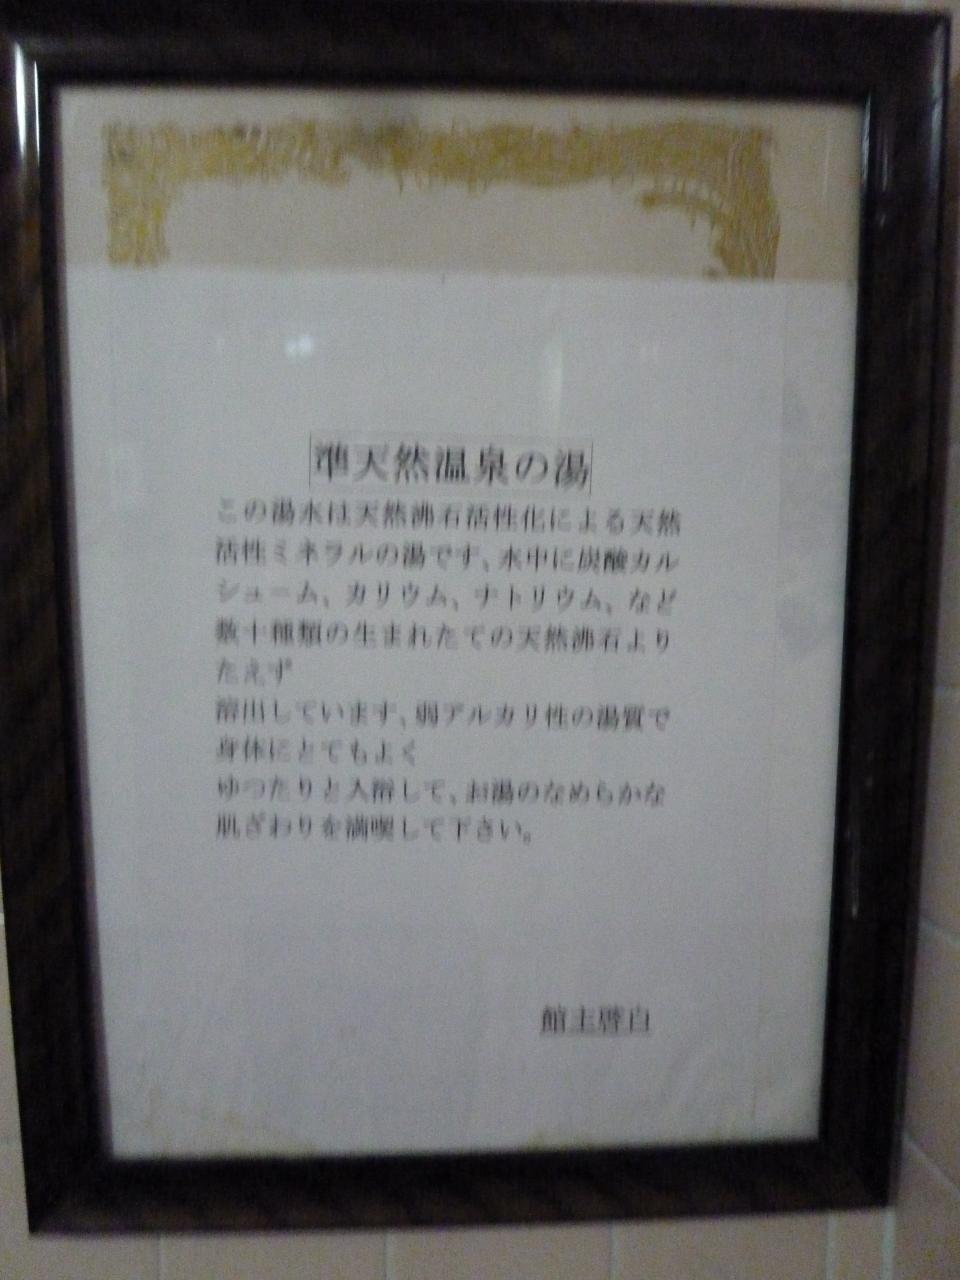 準天然温泉の湯
この湯水は天然沸石活性化による天然
活性ミネラルの湯です、水中に炭酸カル
シューム、カリウム、ナトリウム、など
数十種類の生まれたての天然沸石より
たえず
溶出しています、弱アルカリ性の湯質で
身体にとてもよく
ゆつたりと入浴して、お湯のなめらかな
肌ざわりを満喫して下さい。
館主啓白